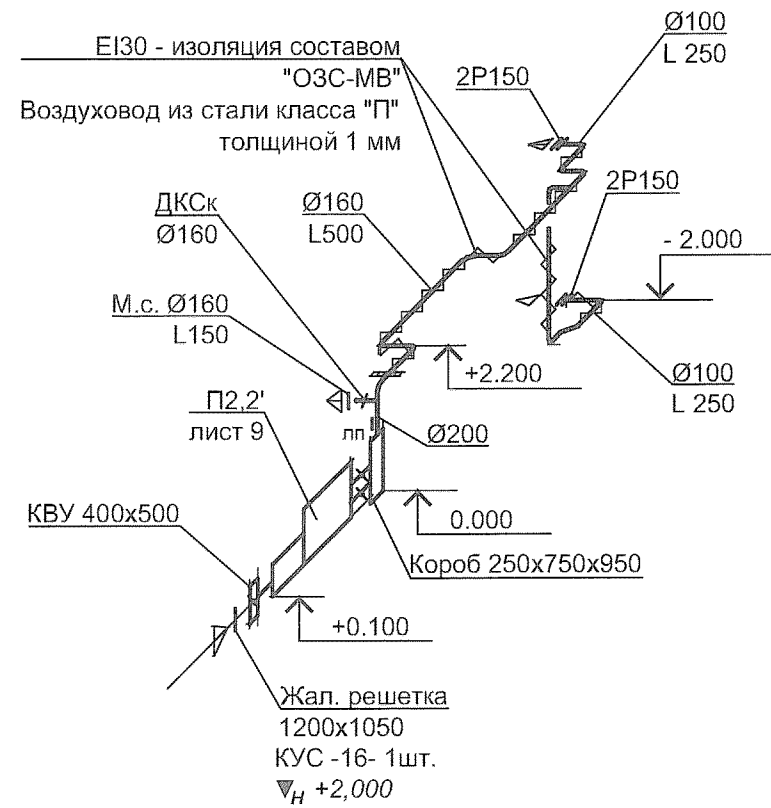 Ø100
L 250
EI30 - изоляция составом
"ОЗС-МВ"
Воздуховод из стали класса "П"
толщиной 1 мм
2Р150
2Р150
ДКСк
Ø160
Ø160
L500
- 2.000
М.с. Ø160
L150
+2.200
Ø100
L 250
П2,2'
лист 9
лп
Ø200
КВУ 400х500
0.000
Короб 250х750х950
+0.100
Жал. решетка
1200х1050
КУС -16- 1шт.
Н +2,000